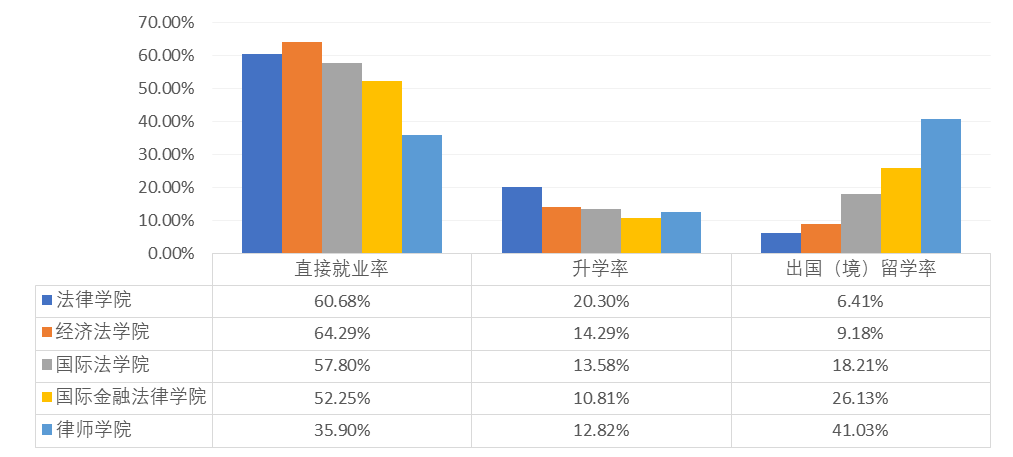 70.00%
60.00%
50.00%
40.00%
30.00%
20.00%
10.00%
0.00%
直接就业率 升学率 出国（境）留学率
法律学院 60.68% 20.30% 6.41%
经济法学院 64.29% 14.29% 9.18%
国际法学院 57.80% 13.58% 18.21%
国际金融法律学院 52.25% 10.81% 26.13%
律师学院 35.90% 12.82% 41.03%